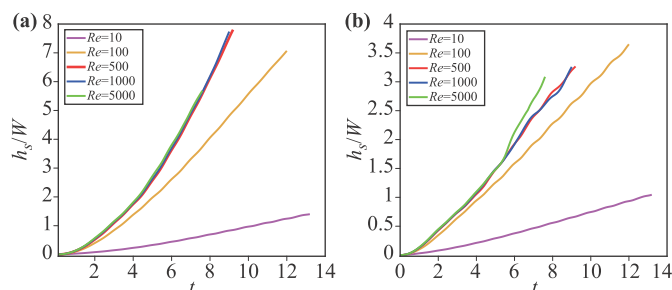 (a)
8
7
6
5
4
3
2
1
0
h_s/W
Re=10
Re=100
Re=500
Re=1000
Re=5000
2 4 6 8 10 12 14
t
(b)
4
3.5
3
2.5
2
1.5
1
0.5
0
h_s/W
Re=10
Re=100
Re=500
Re=1000
Re=5000
0 2 4 6 8 10 12 14
t